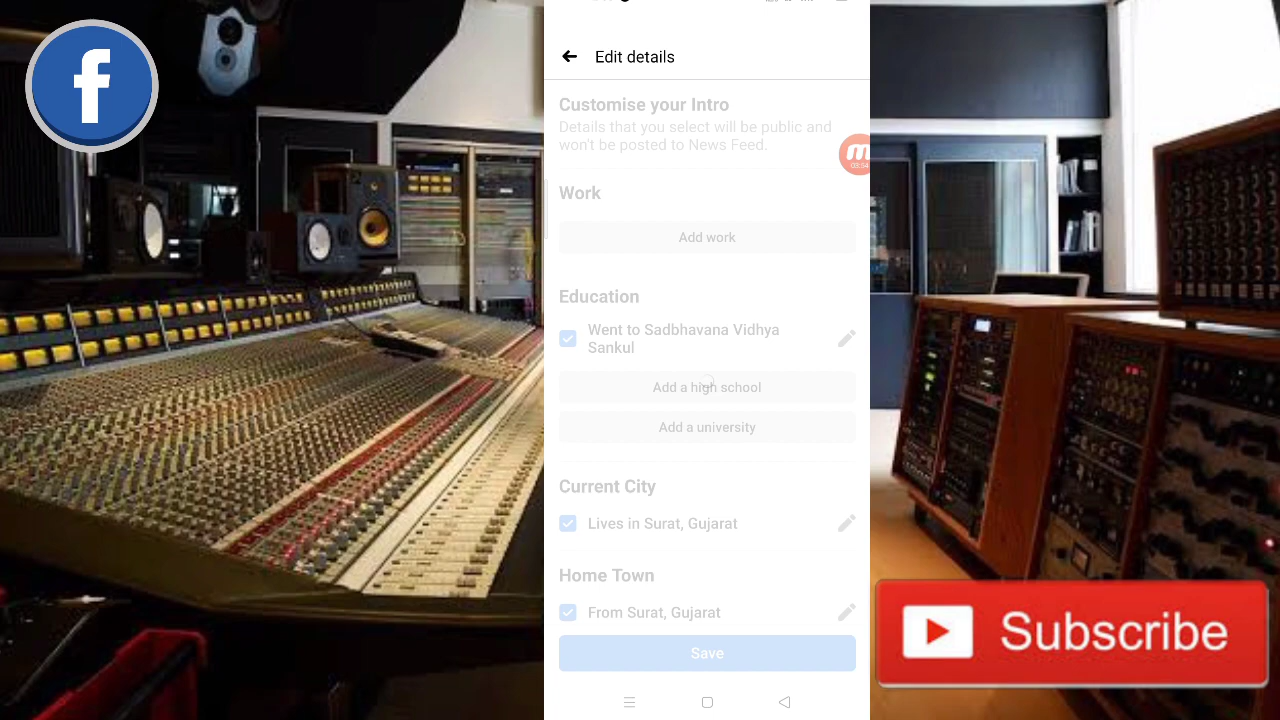 f
Edit details
Customise your Intro
Details that you select will be public and
won't be posted to News Feed.
03:54
Work
Add work
Education
Went to Sadbhavana Vidhya
Sankul
Add a high school
Add a university
Current City
Lives in Surat, Gujarat
Home Town
From Surat, Gujarat
Save
Subscribe